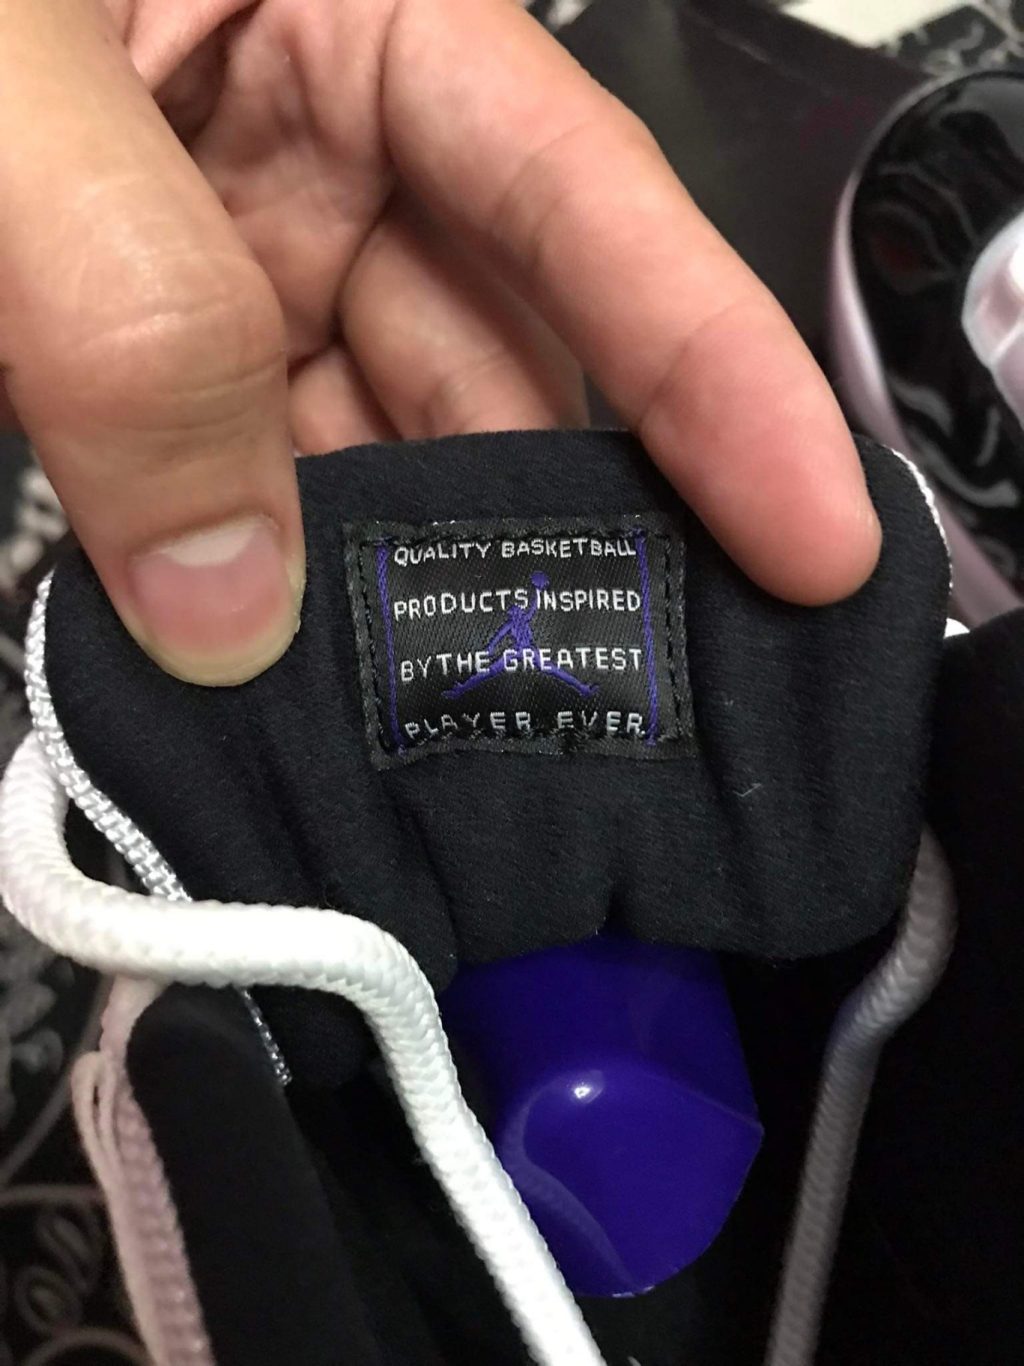 QUALITY BASKETBALL
PRODUCTS INSPIRED
BY THE GREATEST
PLAYER EVER